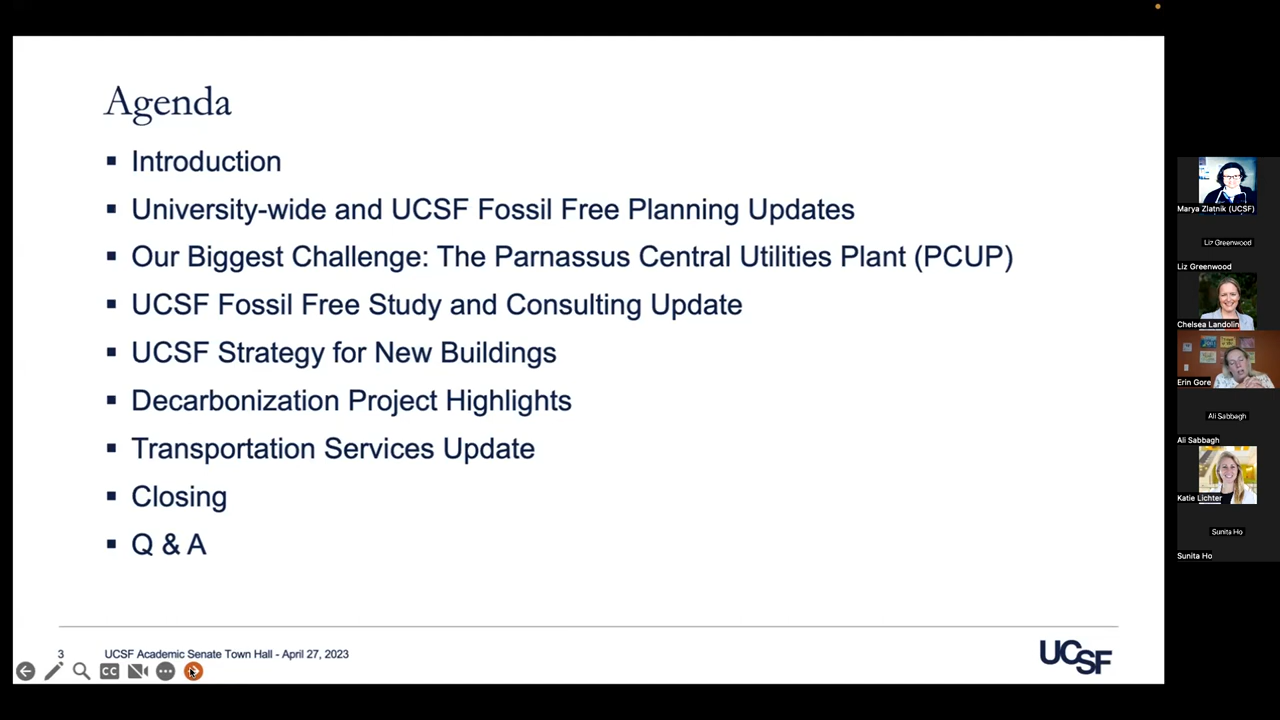 Agenda
▪ Introduction
▪ University-wide and UCSF Fossil Free Planning Updates
▪ Our Biggest Challenge: The Parnassus Central Utilities Plant (PCUP)
▪ UCSF Fossil Free Study and Consulting Update
▪ UCSF Strategy for New Buildings
▪ Decarbonization Project Highlights
▪ Transportation Services Update
▪ Closing
▪ Q & A
3
UCSF Academic Senate Town Hall - April 27, 2023
UCSF
CC
Marya Zlatnik (UCSF)
Liz Greenwood
Liz Greenwood
Chelsea Landolin
Erin Gore
Ali Sabbagh
Ali Sabbagh
Katie Lichter
Sunita Ho
Sunita Ho